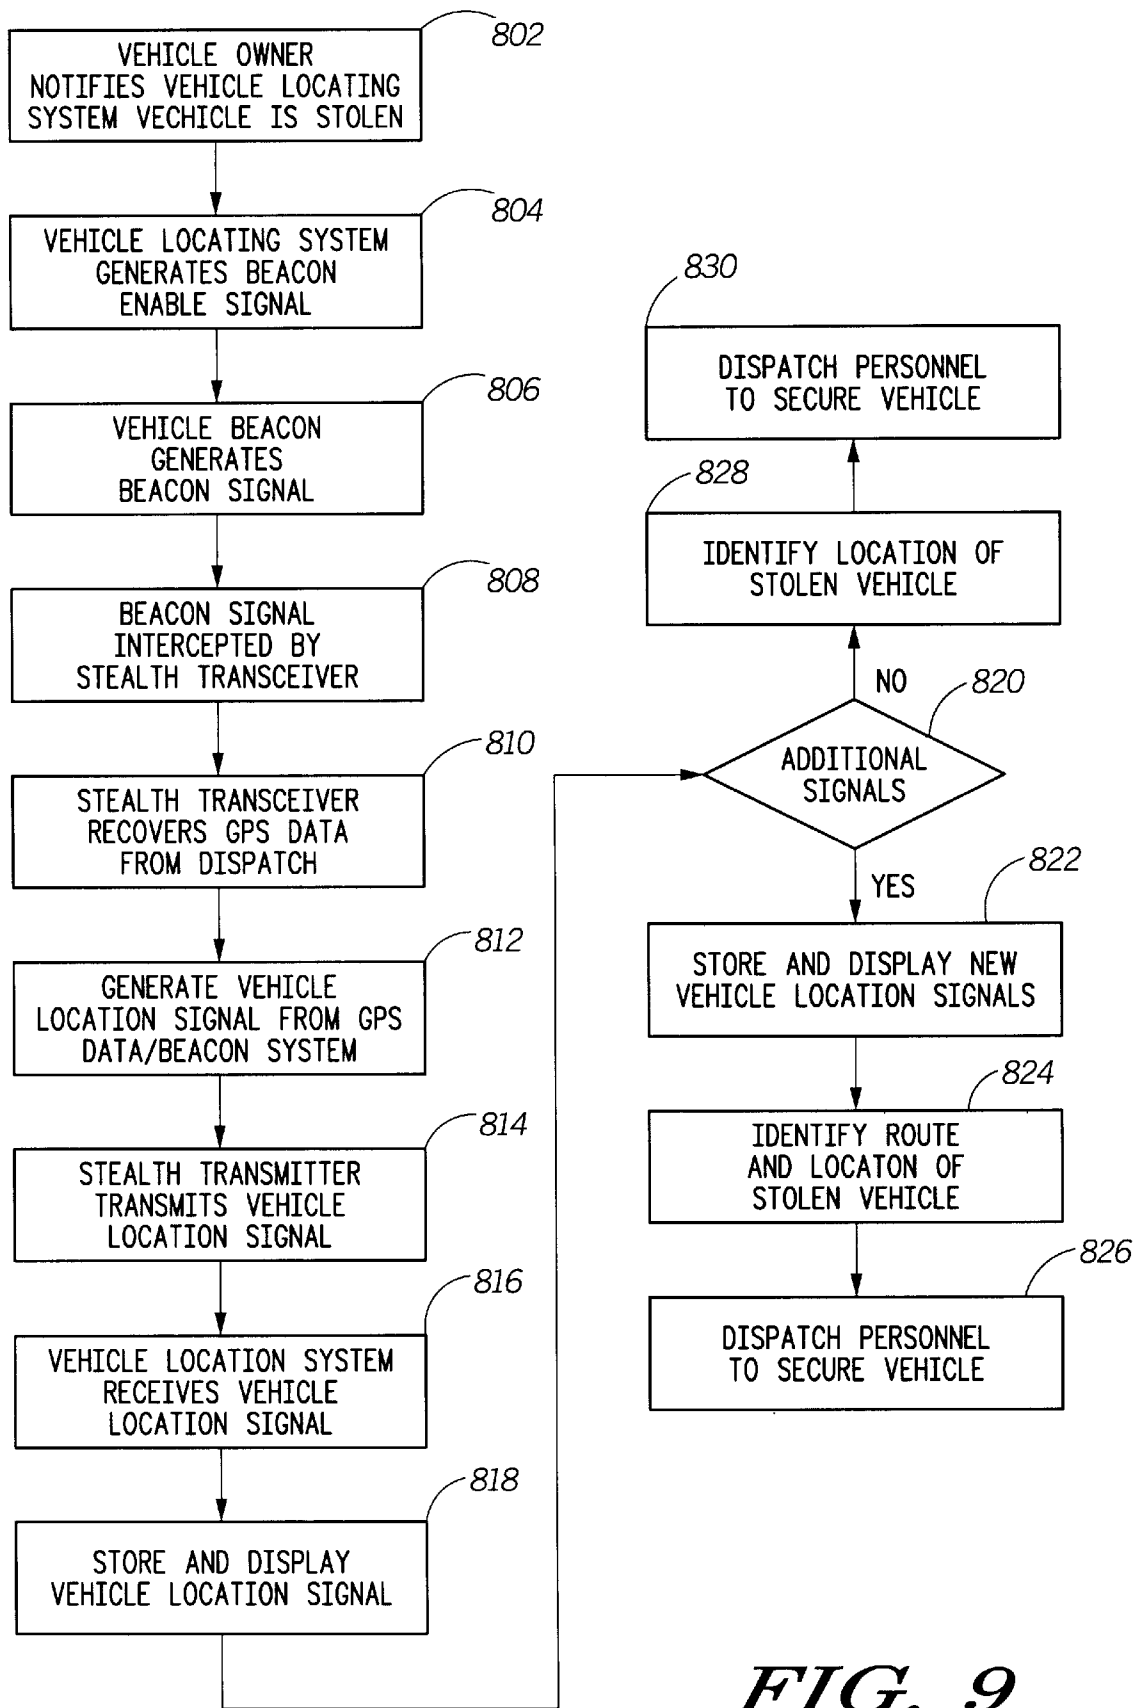 802
VEHICLE OWNER
NOTIFIES VEHICLE LOCATING
SYSTEM VECHICLE IS STOLEN
804
VEHICLE LOCATING SYSTEM
GENERATES BEACON
ENABLE SIGNAL
806
VEHICLE BEACON
GENERATES
BEACON SIGNAL
808
BEACON SIGNAL
INTERCEPTED BY
STEALTH TRANSCEIVER
810
STEALTH TRANSCEIVER
RECOVERS GPS DATA
FROM DISPATCH
812
GENERATE VEHICLE
LOCATION SIGNAL FROM GPS
DATA/BEACON SYSTEM
814
STEALTH TRANSMITTER
TRANSMITS VEHICLE
LOCATION SIGNAL
816
VEHICLE LOCATION SYSTEM
RECEIVES VEHICLE
LOCATION SIGNAL
818
STORE AND DISPLAY
VEHICLE LOCATION SIGNAL
830
DISPATCH PERSONNEL
TO SECURE VEHICLE
828
IDENTIFY LOCATION OF
STOLEN VEHICLE
NO
820
ADDITIONAL
SIGNALS
YES
822
STORE AND DISPLAY NEW
VEHICLE LOCATION SIGNALS
824
IDENTIFY ROUTE
AND LOCATON OF
STOLEN VEHICLE
826
DISPATCH PERSONNEL
TO SECURE VEHICLE
FIG. 9